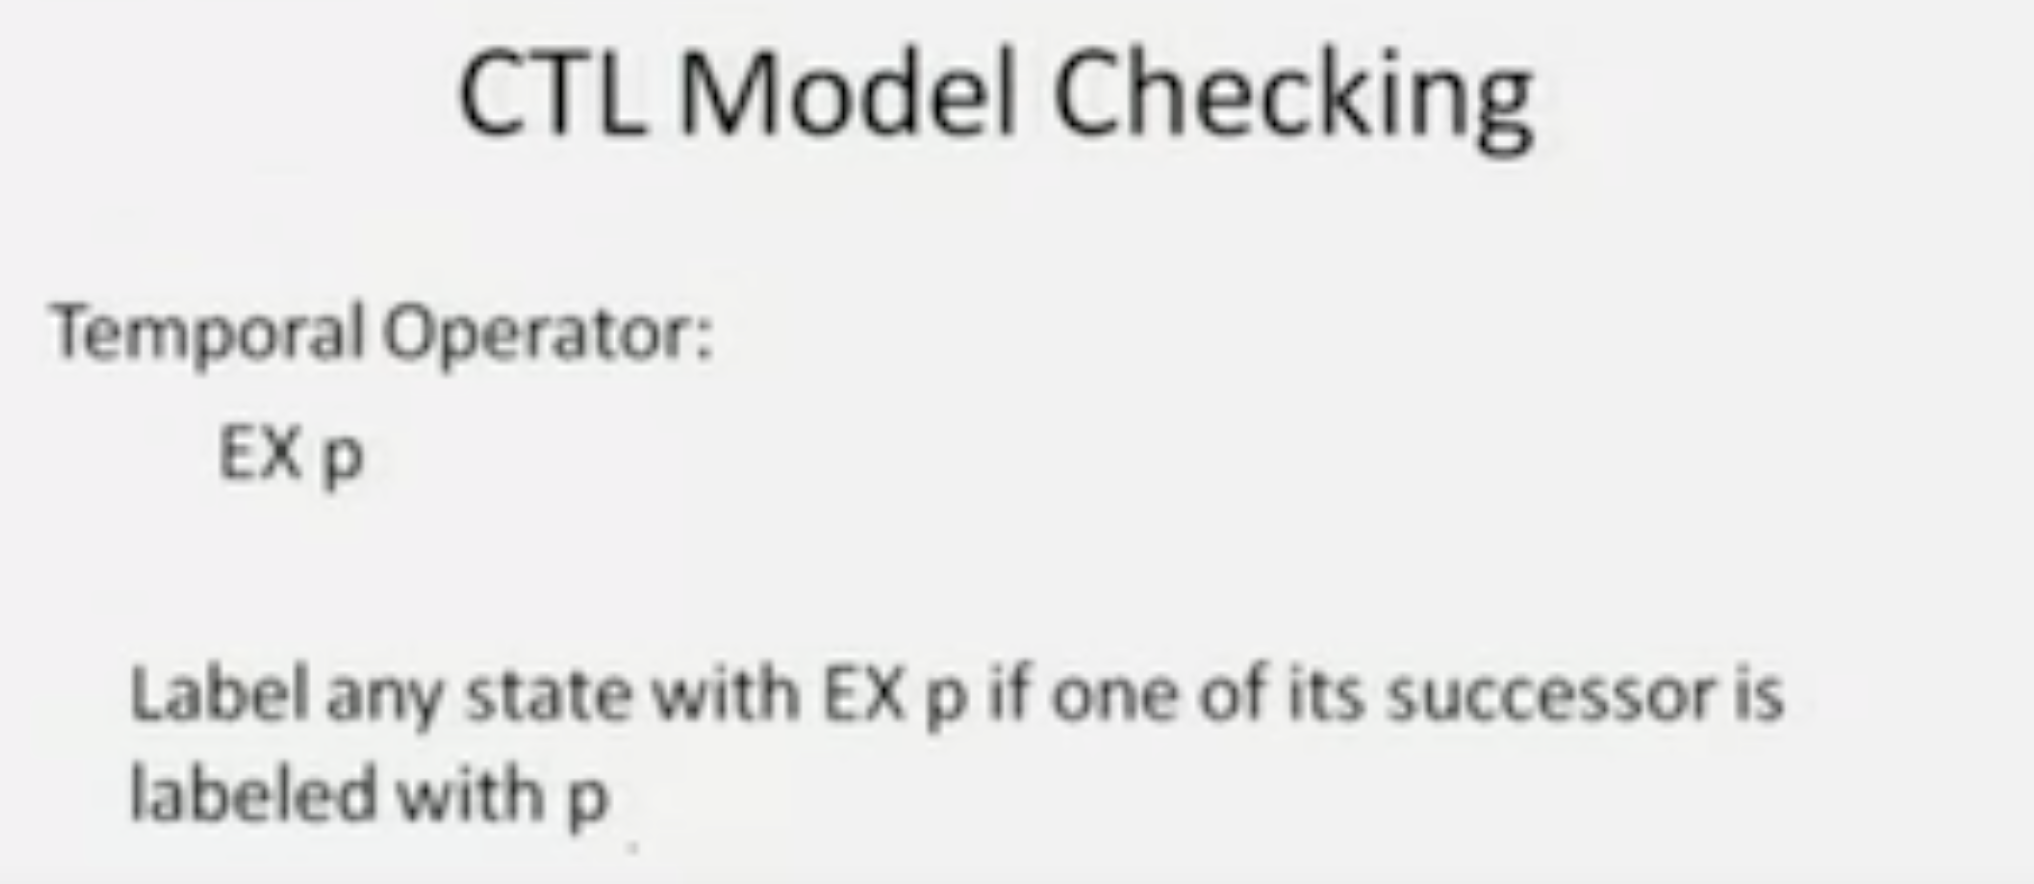 CTL Model Checking
Temporal Operator:
EX p
Label any state with EX p if one of its successor is
labeled with p